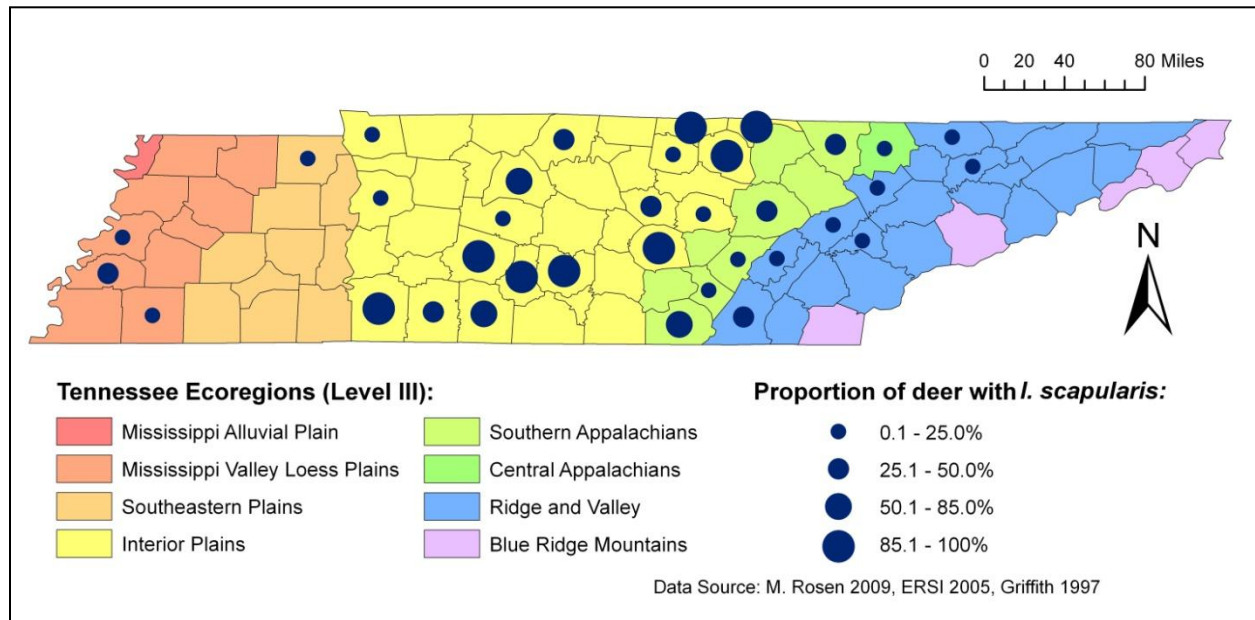 0 20 40 80 Miles
N
Tennessee Ecoregions (Level III):
Mississippi Alluvial Plain
Mississippi Valley Loess Plains
Southeastern Plains
Interior Plains
Southern Appalachians
Central Appalachians
Ridge and Valley
Blue Ridge Mountains
Proportion of deer with I. scapularis:
0.1 - 25.0%
25.1 - 50.0%
50.1 - 85.0%
85.1 - 100%
Data Source: M. Rosen 2009, ERSI 2005, Griffith 1997